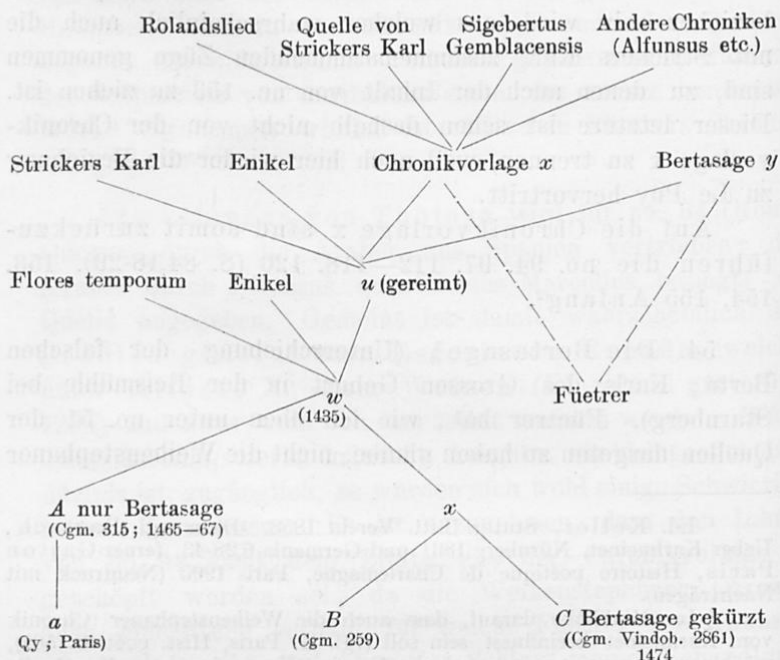 Rolandslied
Quelle von
Strickers Karl
Sigebertus
Gemblacensis
Andere Chroniken
(Alfunsus etc.)
Strickers Karl
Enikel
Chronikvorlage x
Bertasage y
Flores temporum
Enikel
u (gereimt)
w
(1435)
Füetrer
A nur Bertasage
(Cgm. 315; 1465–67)
x
a
Qy; Paris)
B
(Cgm. 259)
C Bertasage gekürzt
(Cgm. Vindob. 2861)
1474